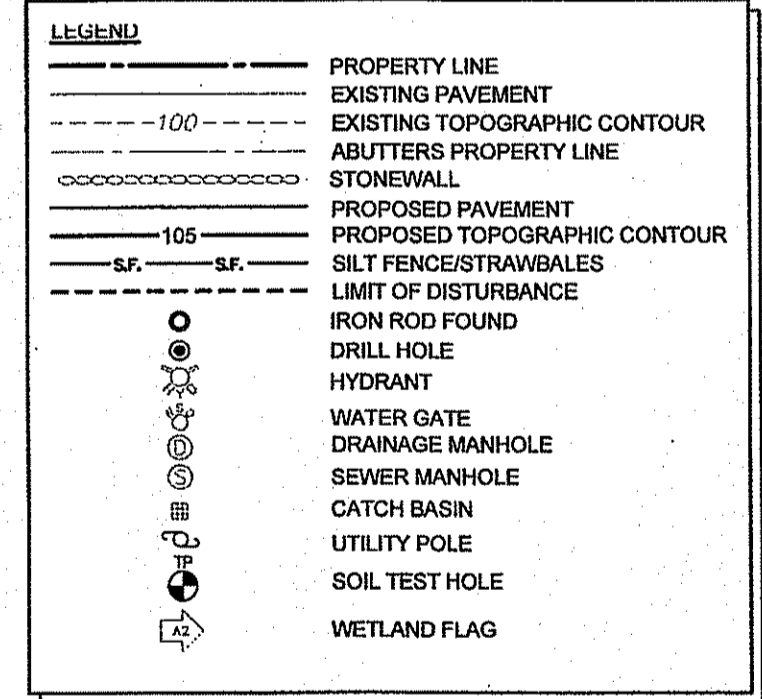 LEGEND
PROPERTY LINE
EXISTING PAVEMENT
100 EXISTING TOPOGRAPHIC CONTOUR
ABUTTERS PROPERTY LINE
STONEWALL
PROPOSED PAVEMENT
105 PROPOSED TOPOGRAPHIC CONTOUR
S.F. S.F. SILT FENCE/STRAWBALES
LIMIT OF DISTURBANCE
IRON ROD FOUND
DRILL HOLE
HYDRANT
WATER GATE
D DRAINAGE MANHOLE
S SEWER MANHOLE
CATCH BASIN
UTILITY POLE
TP
SOIL TEST HOLE
A2 WETLAND FLAG